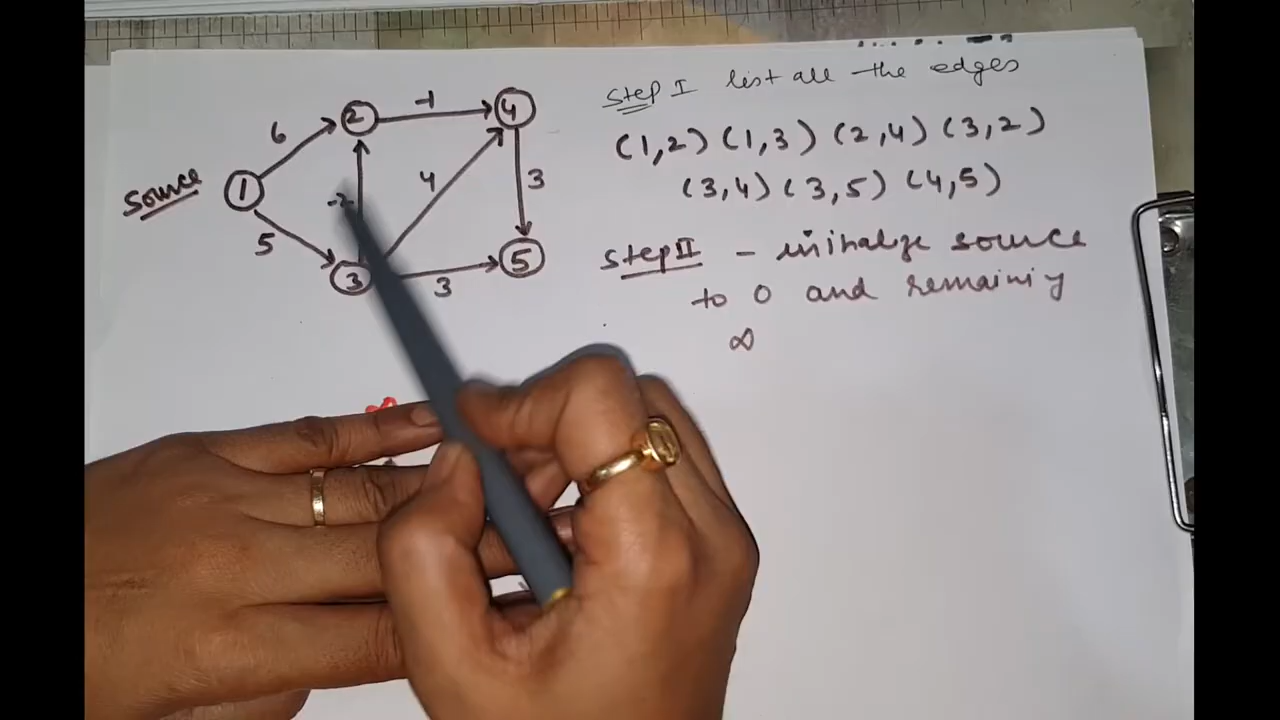 Step I list all the edges
(1,2) (1,3) (2,4) (3,2)
(3,4) (3,5) (4,5)
Step II - initialize source
to 0 and remaining
∞
Source
1
2
3
4
5
6
5
-2
-1
4
3
3